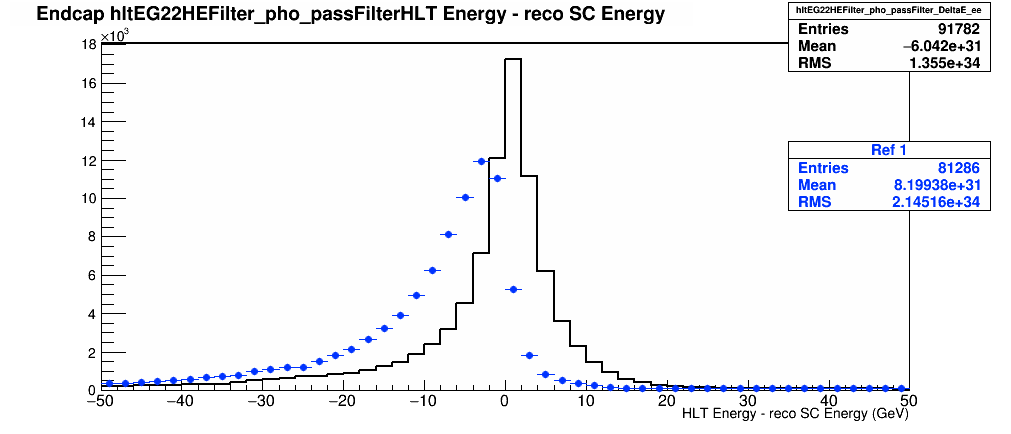 Endcap hltEG22HEFilter_pho_passFilterHLT Energy - reco SC Energy
×10³
hltEG22HEFilter_pho_passFilter_DeltaE_ee
Entries 91782
Mean −6.042e+31
RMS 1.355e+34
Ref 1
Entries 81286
Mean 8.19938e+31
RMS 2.14516e+34
18
16
14
12
10
8
6
4
2
0
−50 −40 −30 −20 −10 0 10 20 30 40 50
HLT Energy - reco SC Energy (GeV)